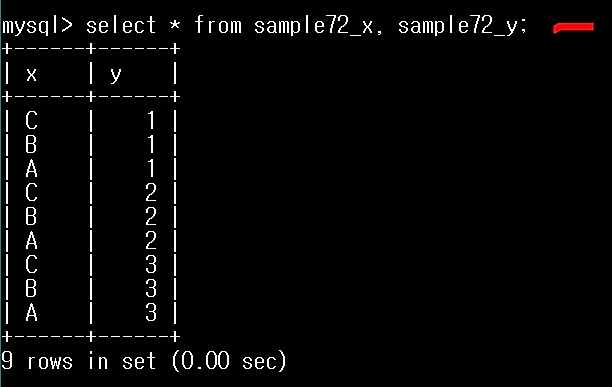 mysql> select * from sample72_x, sample72_y;
+------+------+
| x    | y    |
+------+------+
| C    |    1 |
| B    |    1 |
| A    |    1 |
| C    |    2 |
| B    |    2 |
| A    |    2 |
| C    |    3 |
| B    |    3 |
| A    |    3 |
+------+------+
9 rows in set (0.00 sec)